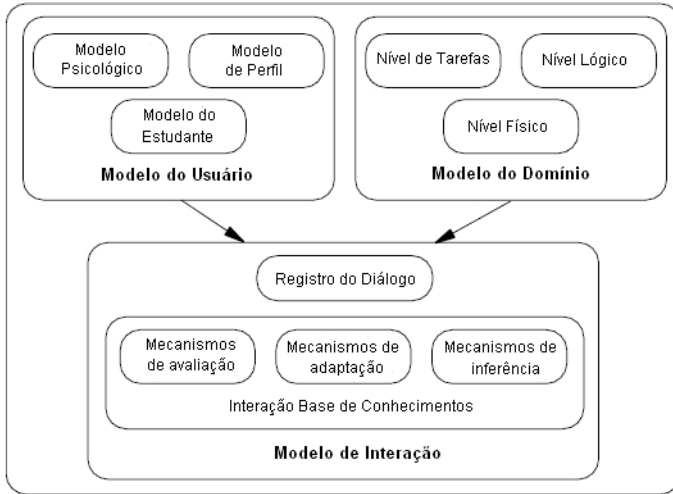 Modelo
Psicológico
Modelo
de Perfil
Modelo do
Estudante
Modelo do Usuário
Nível de Tarefas
Nível Lógico
Nível Físico
Modelo do Domínio
Registro do Diálogo
Mecanismos
de avaliação
Mecanismos de
adaptação
Mecanismos de
inferência
Interação Base de Conhecimentos
Modelo de Interação